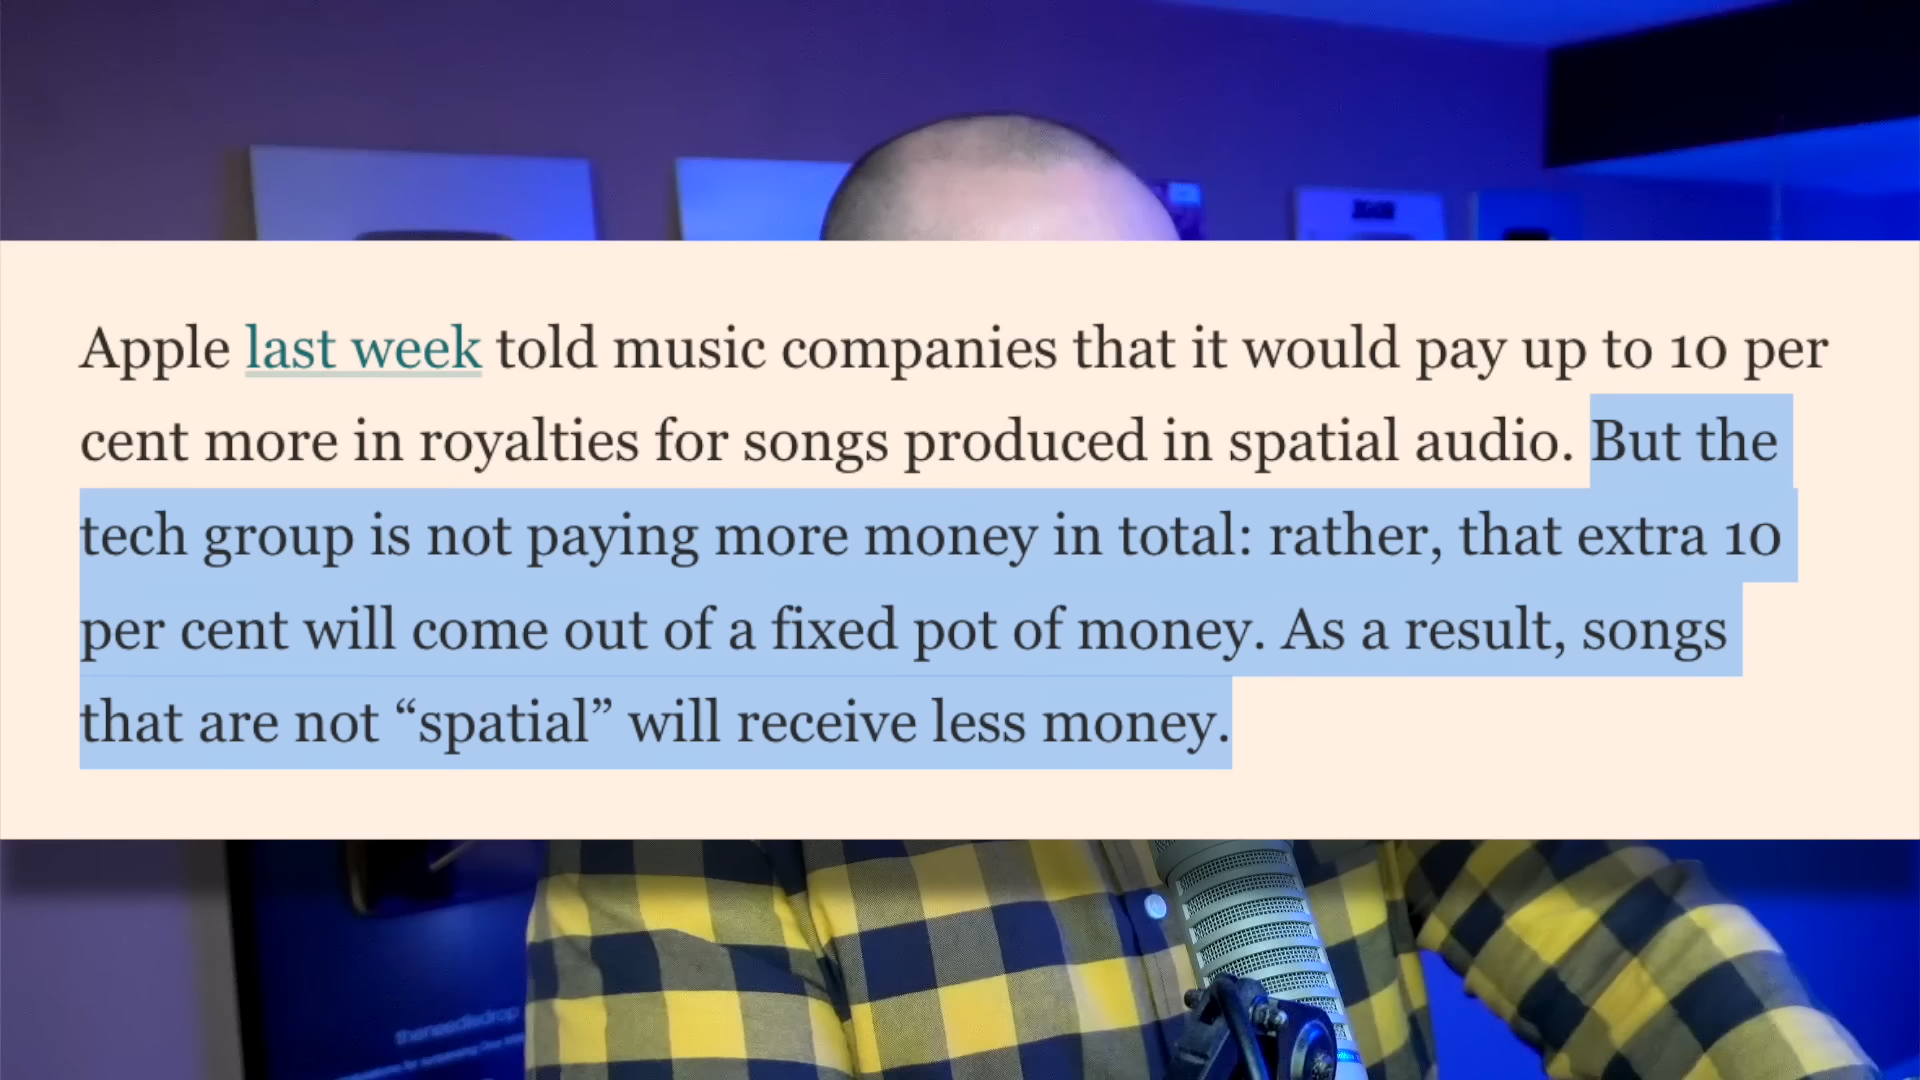 Apple last week told music companies that it would pay up to 10 per
cent more in royalties for songs produced in spatial audio. But the
tech group is not paying more money in total: rather, that extra 10
per cent will come out of a fixed pot of money. As a result, songs
that are not “spatial” will receive less money.
theneedledrop